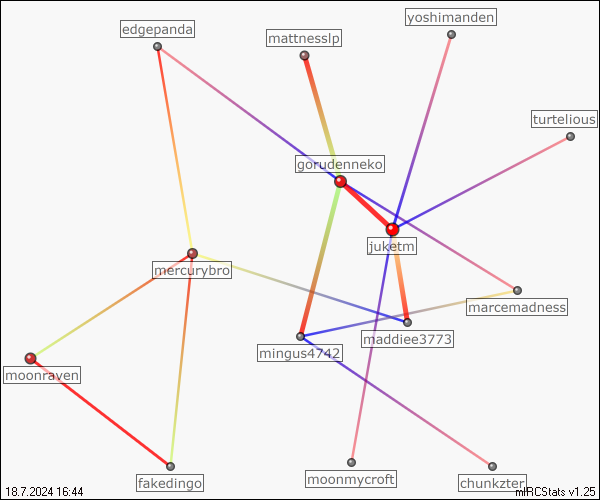 yoshimanden
edgepanda
mattnesslp
turtelious
gorudenneko
juketm
mercurybro
marcemadness
maddiee3773
mingus4742
moonraven
moonmycroft
chunkzter
fakedingo
18.7.2024 16:44
mIRCStats v1.25